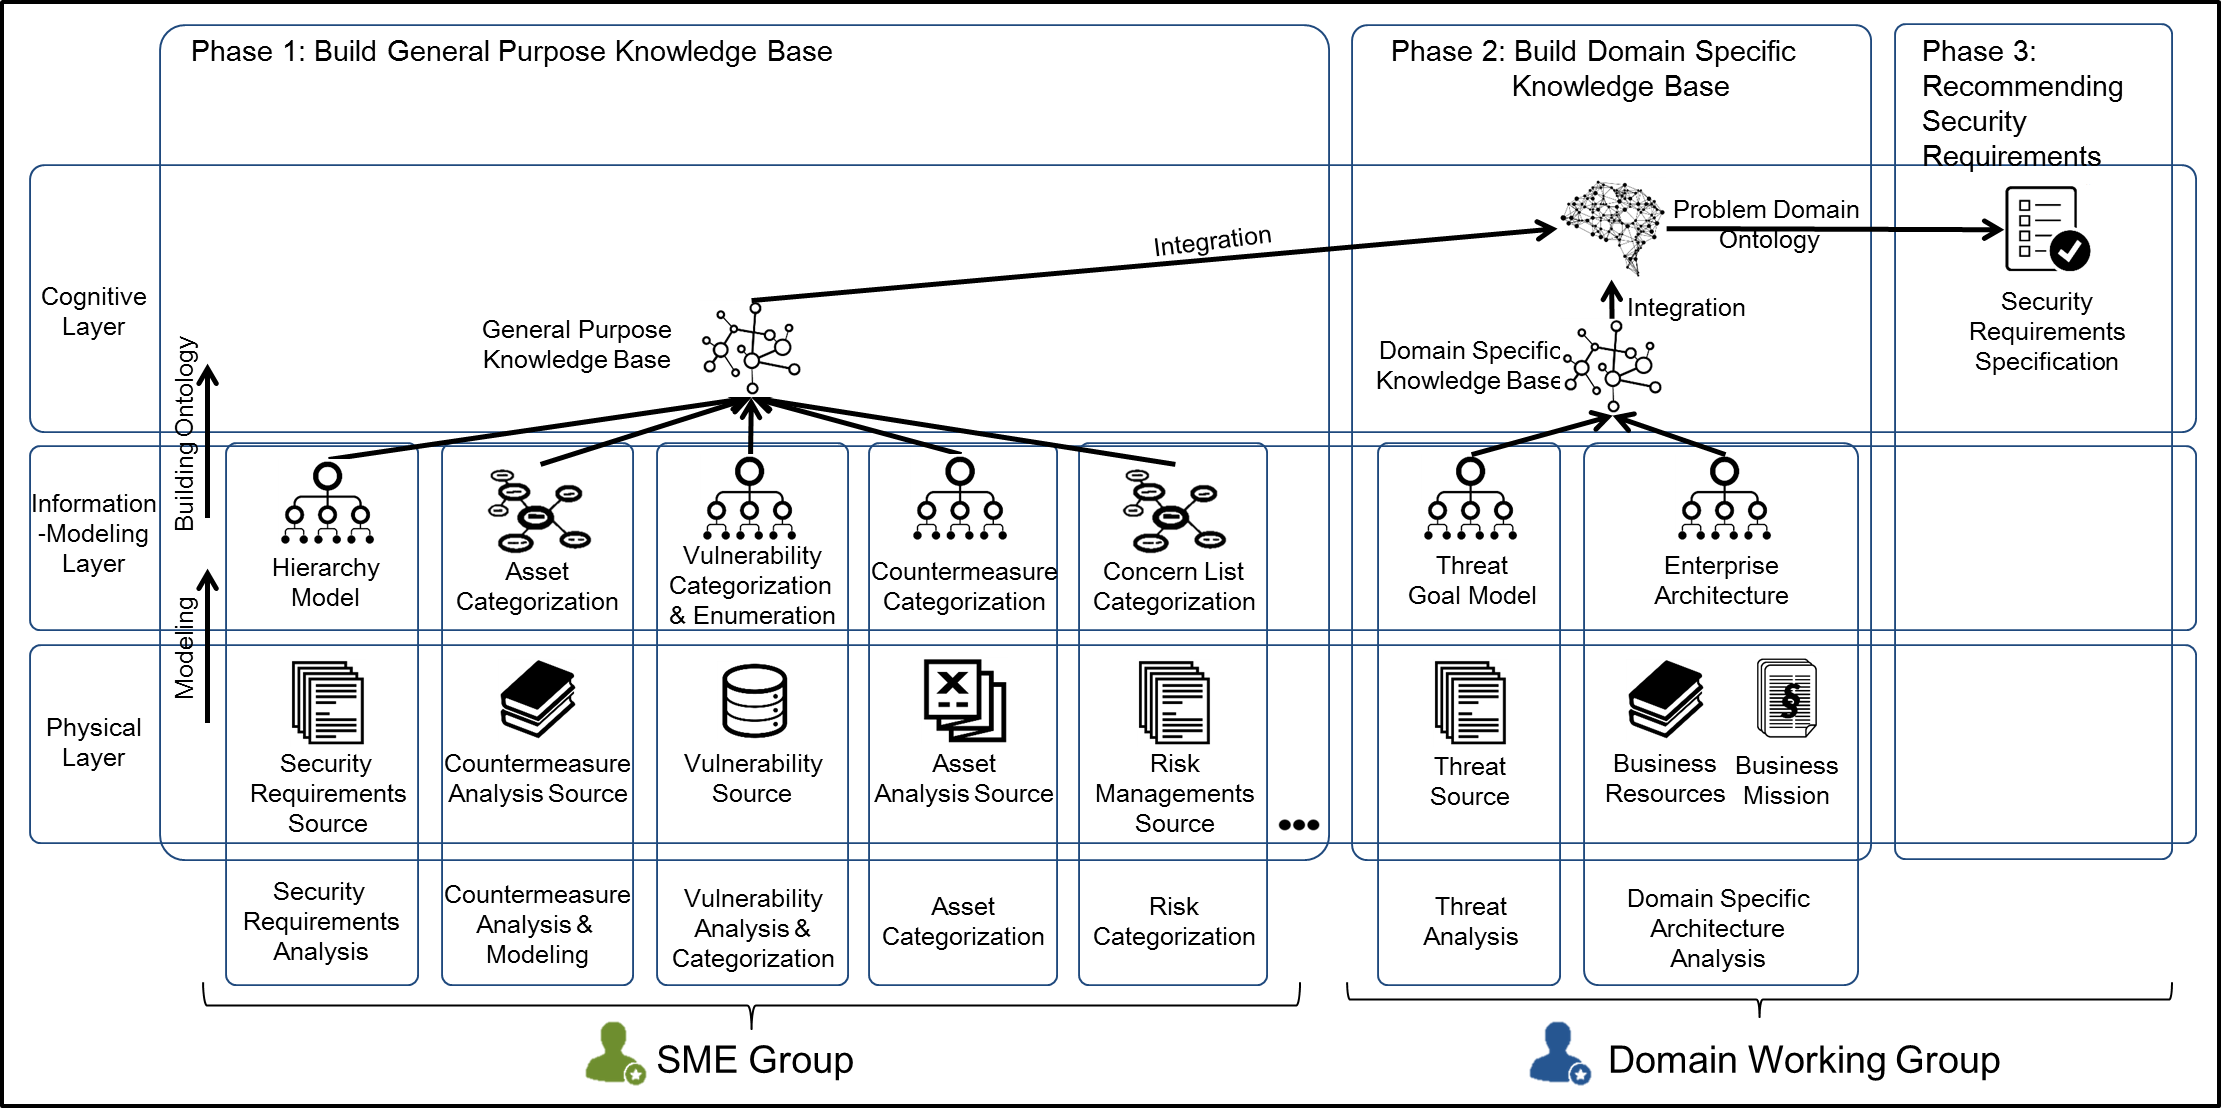 Phase 1: Build General Purpose Knowledge Base
Phase 2: Build Domain Specific
Knowledge Base
Phase 3:
Recommending
Security
Requirements
Cognitive
Layer
Integration
Problem Domain
Ontology
Integration
General Purpose
Knowledge Base
Domain Specific
Knowledge Base
Security
Requirements
Specification
Building Ontology
Information
-Modeling
Layer
Hierarchy
Model
Asset
Categorization
Vulnerability
Categorization
& Enumeration
Countermeasure
Categorization
Concern List
Categorization
Threat
Goal Model
Enterprise
Architecture
Modeling
Physical
Layer
Security
Requirements
Source
Countermeasure
Analysis Source
Vulnerability
Source
Asset
Analysis Source
Risk
Managements
Source
•••
Threat
Source
Business
Resources
Business
Mission
Security
Requirements
Analysis
Countermeasure
Analysis &
Modeling
Vulnerability
Analysis &
Categorization
Asset
Categorization
Risk
Categorization
Threat
Analysis
Domain Specific
Architecture
Analysis
SME Group
Domain Working Group